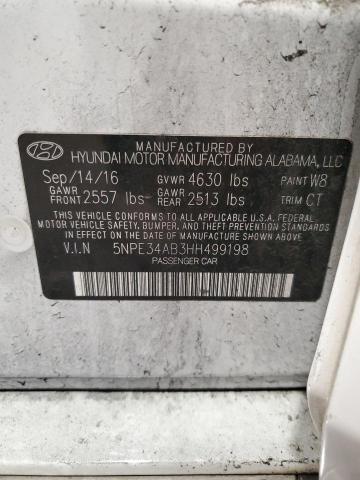 MANUFACTURED BY
HYUNDAI MOTOR MANUFACTURING ALABAMA, LLC
Sep/14/16 GVWR 4630 lbs PAINT W8
GAWR FRONT 2557 lbs GAWR REAR 2513 lbs TRIM CT
THIS VEHICLE CONFORMS TO ALL APPLICABLE U.S.A. FEDERAL
MOTOR VEHICLE SAFETY, BUMPER, AND THEFT PREVENTION
STANDARDS IN EFFECT ON THE DATE OF MANUFACTURE SHOWN ABOVE.
V.I.N 5NPE34AB3HH499198
PASSENGER CAR